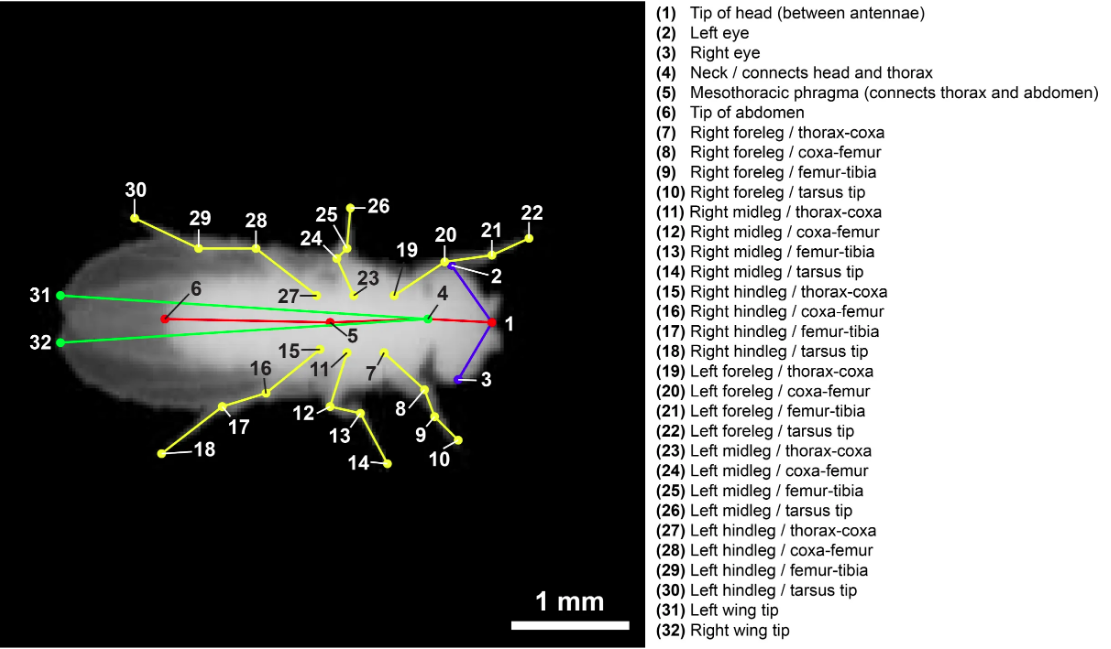 30
29
28
25
26
24
23
19
20
21
22
2
31
27
6
4
1
5
32
15
11
7
3
16
12
8
17
13
9
18
14
10
1 mm
(1) Tip of head (between antennae)
(2) Left eye
(3) Right eye
(4) Neck / connects head and thorax
(5) Mesothoracic phragma (connects thorax and abdomen)
(6) Tip of abdomen
(7) Right foreleg / thorax-coxa
(8) Right foreleg / coxa-femur
(9) Right foreleg / femur-tibia
(10) Right foreleg / tarsus tip
(11) Right midleg / thorax-coxa
(12) Right midleg / coxa-femur
(13) Right midleg / femur-tibia
(14) Right midleg / tarsus tip
(15) Right hindleg / thorax-coxa
(16) Right hindleg / coxa-femur
(17) Right hindleg / femur-tibia
(18) Right hindleg / tarsus tip
(19) Left foreleg / thorax-coxa
(20) Left foreleg / coxa-femur
(21) Left foreleg / femur-tibia
(22) Left foreleg / tarsus tip
(23) Left midleg / thorax-coxa
(24) Left midleg / coxa-femur
(25) Left midleg / femur-tibia
(26) Left midleg / tarsus tip
(27) Left hindleg / thorax-coxa
(28) Left hindleg / coxa-femur
(29) Left hindleg / femur-tibia
(30) Left hindleg / tarsus tip
(31) Left wing tip
(32) Right wing tip